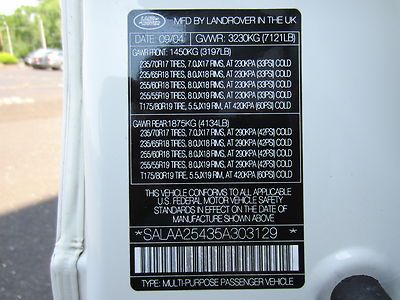 LAND ROVER
MFD BY LANDROVER IN THE UK
DATE: 09/04 GVWR: 3230KG (7121LB)
GAWR FRONT: 1450KG (3197LB)
235/70R17 TIRES, 7.0JX17 RIMS, AT 230KPA (33PSI) COLD
235/65R18 TIRES, 8.0JX18 RIMS, AT 230KPA (33PSI) COLD
255/60R18 TIRES, 8.0JX18 RIMS, AT 230KPA (33PSI) COLD
255/55R19 TIRES, 8.0JX19 RIMS, AT 230KPA (33PSI) COLD
T175/80R19 TIRE, 5.5JX19 RIM, AT 420KPA (60PSI) COLD
GAWR REAR: 1875KG (4134LB)
235/70R17 TIRES, 7.0JX17 RIMS, AT 290KPA (42PSI) COLD
235/65R18 TIRES, 8.0JX18 RIMS, AT 290KPA (42PSI) COLD
255/60R18 TIRES, 8.0JX18 RIMS, AT 290KPA (42PSI) COLD
255/55R19 TIRES, 8.0JX19 RIMS, AT 290KPA (42PSI) COLD
T175/80R19 TIRE, 5.5JX19 RIM, AT 420KPA (60PSI) COLD
THIS VEHICLE CONFORMS TO ALL APPLICABLE
U.S. FEDERAL MOTOR VEHICLE SAFETY
STANDARDS IN EFFECT ON THE DATE OF
MANUFACTURE SHOWN ABOVE.
*SALAA25435A303129 *
TYPE: MULTI-PURPOSE PASSENGER VEHICLE